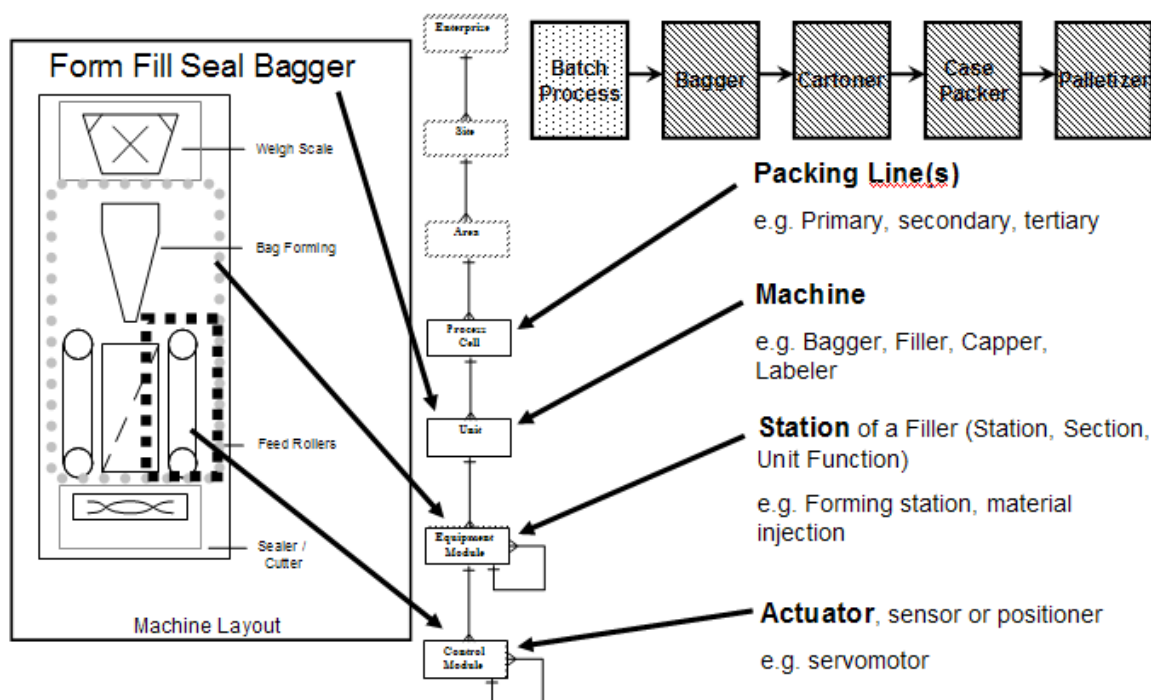 Form Fill Seal Bagger
Weigh Scale
Bag Forming
Feed Rollers
Sealer /
Cutter
Machine Layout
Enterprise
Site
Area
Process
Cell
Unit
Equipment
Module
Control
Module
Batch
Process
Bagger
Cartoner
Case
Packer
Palletizer
Packing Line(s)
e.g. Primary, secondary, tertiary
Machine
e.g. Bagger, Filler, Capper,
Labeler
Station of a Filler (Station, Section,
Unit Function)
e.g. Forming station, material
injection
Actuator, sensor or positioner
e.g. servomotor